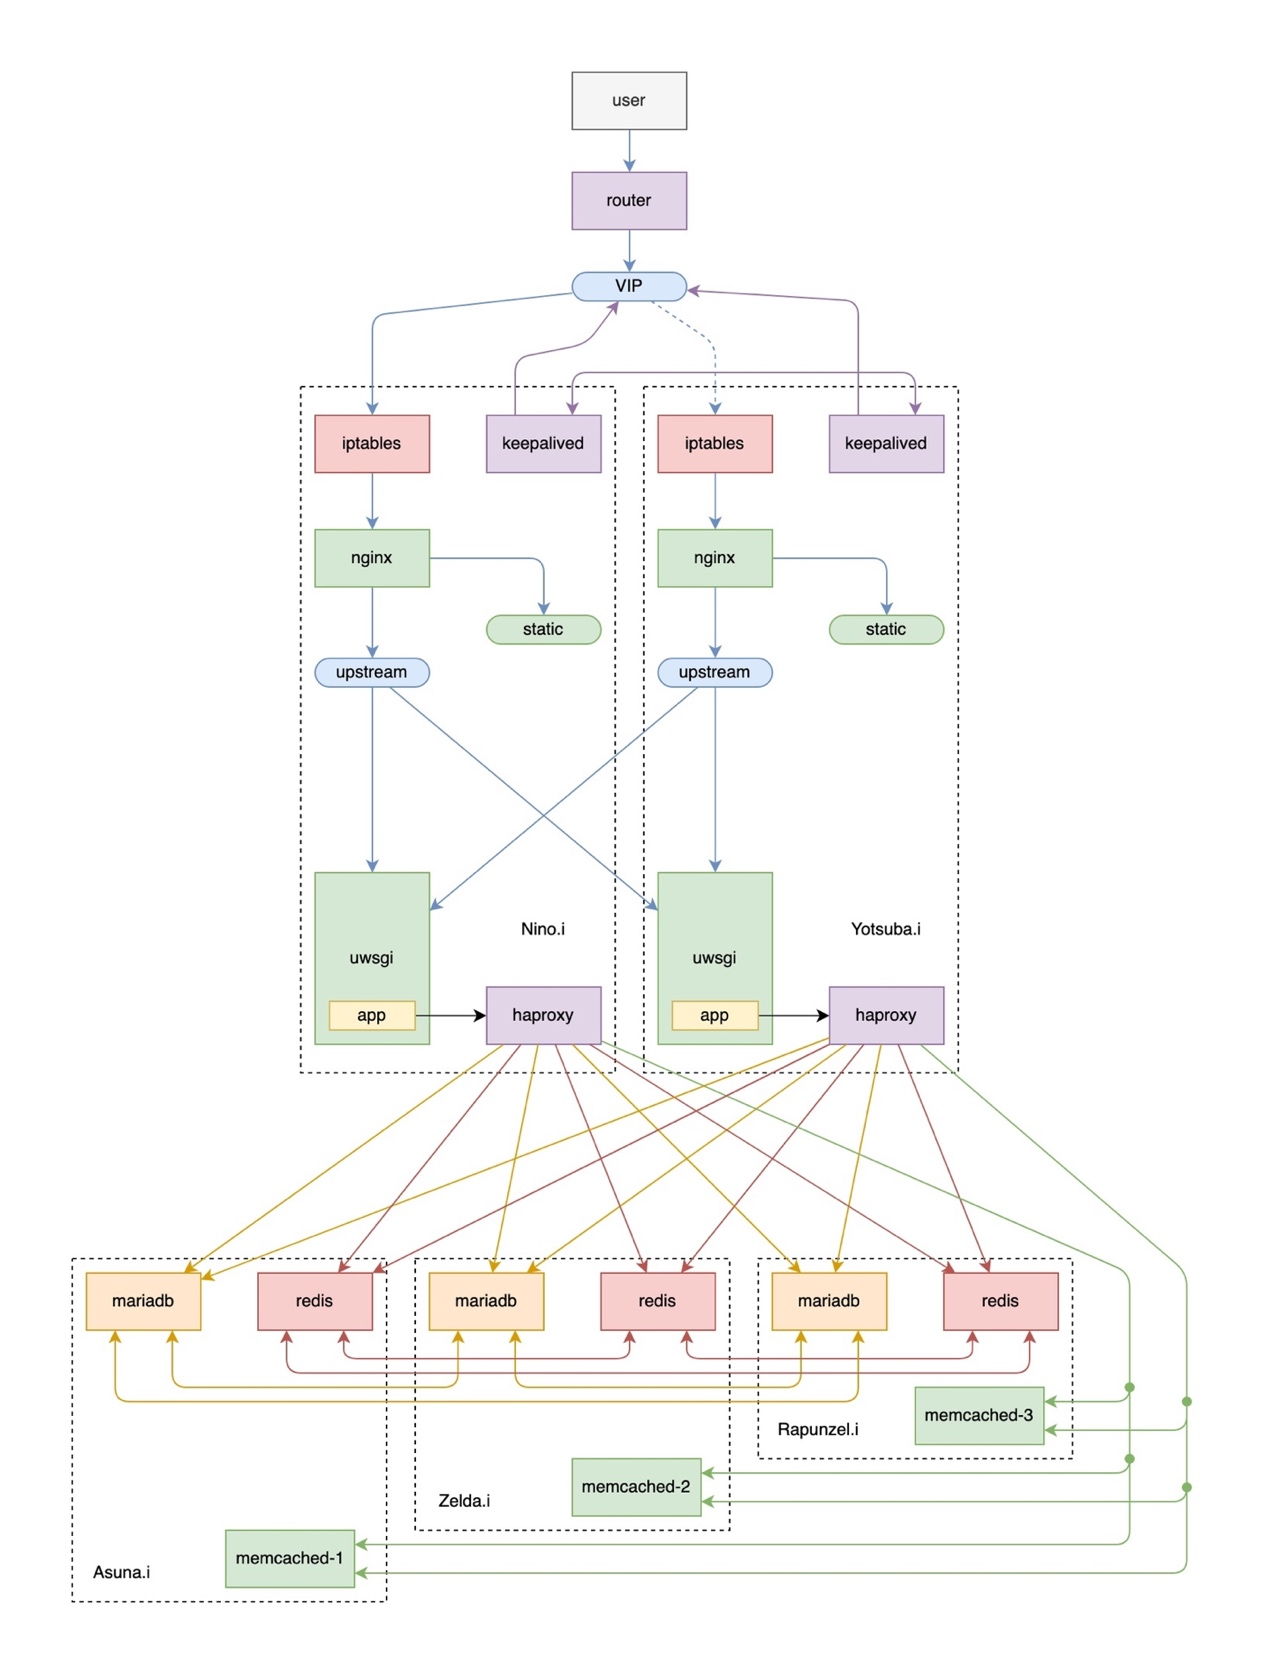 user
router
VIP
iptables
keepalived
iptables
keepalived
nginx
nginx
static
static
upstream
upstream
Nino.i
Yotsuba.i
uwsgi
uwsgi
app
haproxy
app
haproxy
mariadb
redis
mariadb
redis
mariadb
redis
memcached-3
Rapunzel.i
memcached-2
Zelda.i
memcached-1
Asuna.i